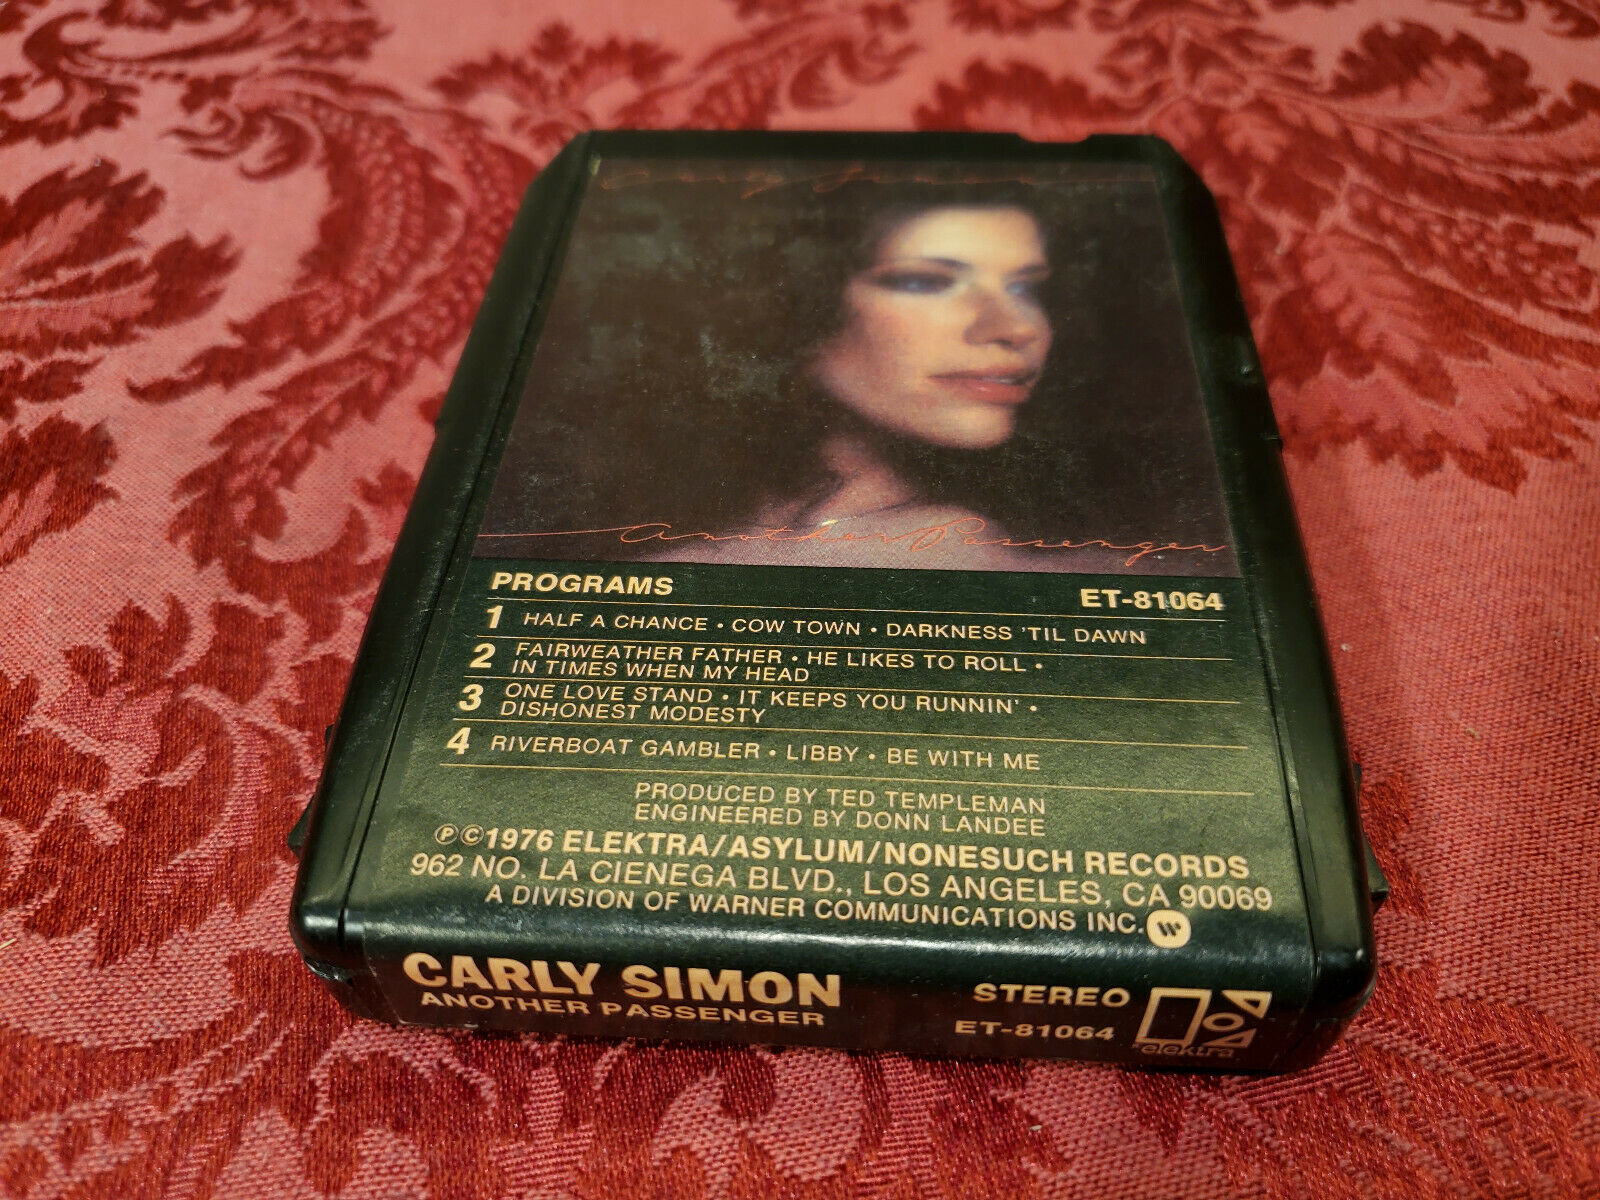 Carly Simon
Another Passenger
PROGRAMS
ET-81064
1 HALF A CHANCE • COW TOWN • DARKNESS 'TIL DAWN
2 FAIRWEATHER FATHER • HE LIKES TO ROLL •
IN TIMES WHEN MY HEAD
3 ONE LOVE STAND • IT KEEPS YOU RUNNIN' •
DISHONEST MODESTY
4 RIVERBOAT GAMBLER • LIBBY • BE WITH ME
PRODUCED BY TED TEMPLEMAN
ENGINEERED BY DONN LANDEE
℗©1976 ELEKTRA/ASYLUM/NONESUCH RECORDS
962 NO. LA CIENEGA BLVD., LOS ANGELES, CA 90069
A DIVISION OF WARNER COMMUNICATIONS INC.
CARLY SIMON
ANOTHER PASSENGER
STEREO
ET-81064
elektra